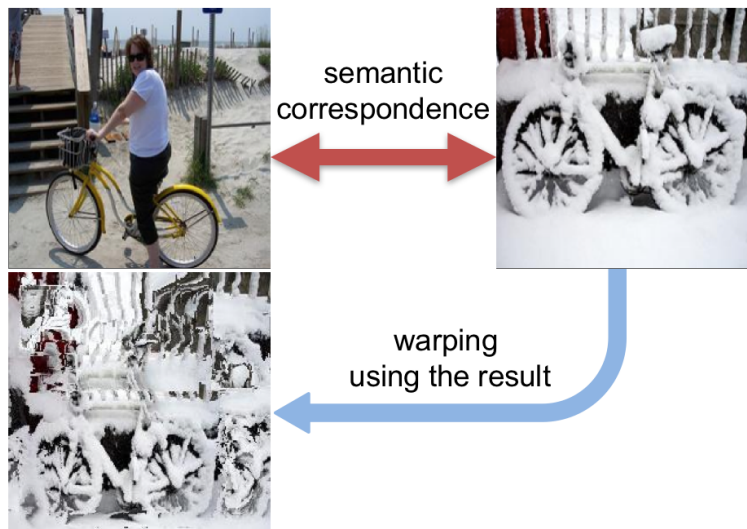 semantic
correspondence
warping
using the result